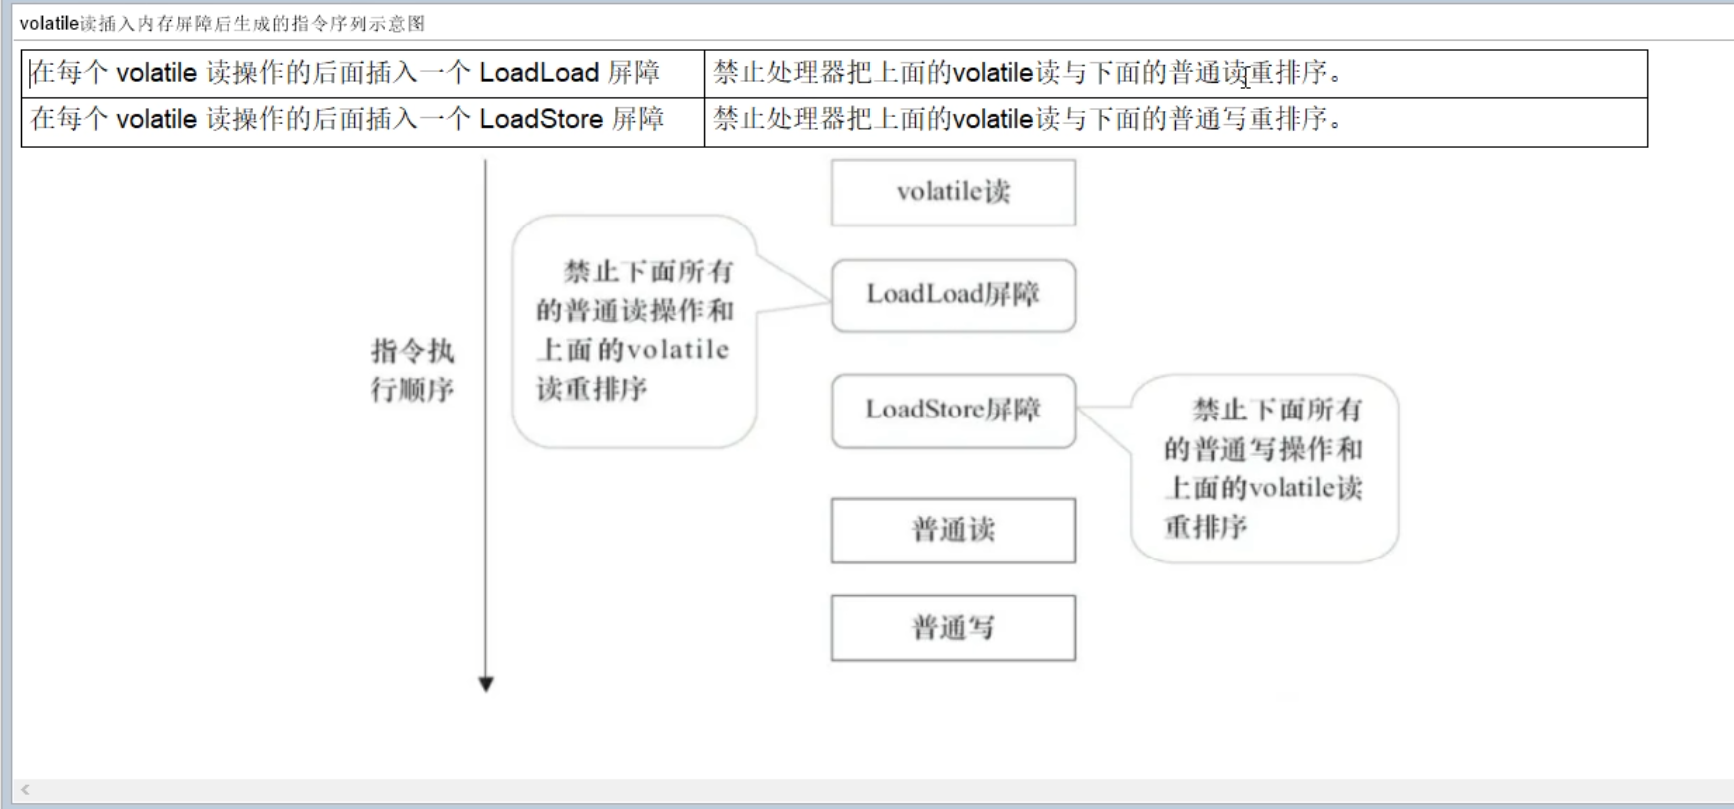 volatile读插入内存屏障后生成的指令序列示意图
在每个 volatile 读操作的后面插入一个 LoadLoad 屏障
禁止处理器把上面的volatile读与下面的普通读重排序。
在每个 volatile 读操作的后面插入一个 LoadStore 屏障
禁止处理器把上面的volatile读与下面的普通写重排序。
volatile读
禁止下面所有
的普通读操作和
上面的volatile
读重排序
LoadLoad屏障
指令执
行顺序
LoadStore屏障
禁止下面所有
的普通写操作和
上面的volatile读
重排序
普通读
普通写